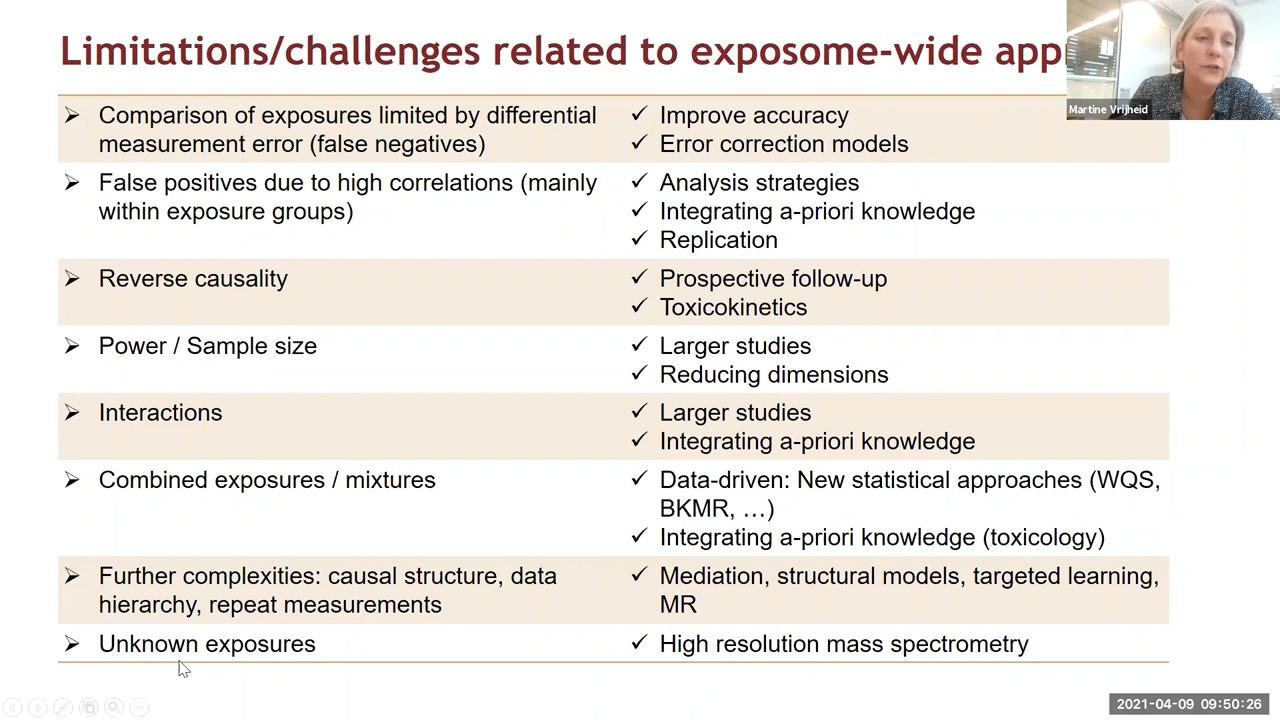 Limitations/challenges related to exposome-wide app
Martine Vrijheid
➢ Comparison of exposures limited by differential
measurement error (false negatives)
✓ Improve accuracy
✓ Error correction models
➢ False positives due to high correlations (mainly
within exposure groups)
✓ Analysis strategies
✓ Integrating a-priori knowledge
✓ Replication
➢ Reverse causality
✓ Prospective follow-up
✓ Toxicokinetics
➢ Power / Sample size
✓ Larger studies
✓ Reducing dimensions
➢ Interactions
✓ Larger studies
✓ Integrating a-priori knowledge
➢ Combined exposures / mixtures
✓ Data-driven: New statistical approaches (WQS,
BKMR, …)
✓ Integrating a-priori knowledge (toxicology)
➢ Further complexities: causal structure, data
hierarchy, repeat measurements
✓ Mediation, structural models, targeted learning,
MR
➢ Unknown exposures
✓ High resolution mass spectrometry
2021-04-09 09:50:26